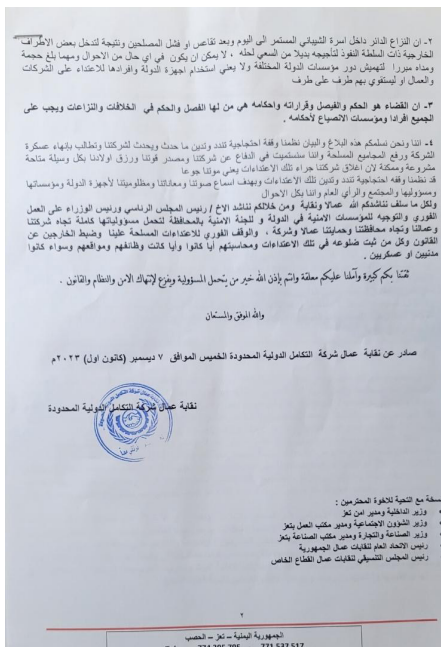 ٢- ان النزاع الدائر داخل اسرة الشيباني المستمر الى اليوم وبعد تقاعس او فشل المصلحين ونتيجة لتدخل بعض الأطراف
الخارجية ذات السلطة النفوذ لتأجيجه بديلا من السعي لحله ، لا يمكن ان يكون في اي حال من الاحوال ومهما بلغ حجمه
ومداه مبررا لتهميش دور مؤسسات الدولة المختلفة ولا يعني استخدام اجهزة الدولة وافرادها للاعتداء على الشركات
والعمال او ليستقوي بهم طرف على طرف
٣- ان القضاء هو الحكم والفيصل وقراراته واحكامه هي من لها الفصل والحكم في الخلافات والنزاعات ويجب على
الجميع افرادا ومؤسسات الانصياع لأحكامه .
٤- اننا ونحن نسلمكم هذه البلاغ والبيان نظمنا وقفة احتجاجية تندد وتدين ما حدث ويحدث لشركتنا وتطالب بإنهاء عسكرة
الشركة ورفع المجاميع المسلحة واننا سنستميت في الدفاع عن شركتنا ومصدر قوتنا ورزق اولادنا بكل وسيلة متاحة
مشروعة وممكنة لان اغلاق شركتنا جراء تلك الاعتداءات يعني موتنا جوعا
قد نظمنا وقفه احتجاجية تندد وتدين تلك الاعتداءات وبهدف اسماع صوتنا ومعاناتنا ومظلوميتنا لأجهزة الدولة ومؤسساتها
ومسؤوليها والمجتمع والرأي العام واننا بكل الاحوال
ولكل ما سلف نناشدكم الله عمالا ونقابة ومن خلالكم نناشد الاخ / رئيس المجلس الرئاسي ورئيس الوزراء على العمل
الفوري والتوجيه للمؤسسات الامنية في الدولة و للجنة الامنية بالمحافظة لتحمل مسؤولياتها كاملة تجاه شركتنا
وعمالنا وتجاه محافظتنا وحمايتنا عمالا وشركة ، والوقف الفوري للاعتداءات المسلحة علينا وضبط الخارجين عن
القانون وكل من ثبت ضلوعه في تلك الاعتداءات ومحاسبتهم أيا كانوا وأيا كانت وظائفهم ومواقعهم وسواء كانوا
مدنيين او عسكريين .
ثقتنا بكم كبيرة وآملنا عليكم معلقة وانتم بإذن الله خير من يتحمل المسؤولية ويفزع لإنتهاك الامن والنظام والقانون .
والله الموفق والمستعان
صادر عن نقابة عمال شركة التكامل الدولية المحدودة الخميس الموافق ٧ ديسمبر (كانون اول) ٢٠٢٣م
نقابة عمال شركة التكامل الدولية المحدودة
نسخة مع التحية للاخوة المحترمين :
وزير الداخلية ومدير امن تعز
وزير الشؤون الاجتماعية ومدير مكتب العمل بتعز
وزير الصناعة والتجارة ومدير مكتب الصناعة بتعز
رئيس الاتحاد العام لنقابات عمال الجمهورية
رئيس المجلس التنسيقي لنقابات عمال القطاع الخاص
٢
الجمهورية اليمنية – تعز – الحصب